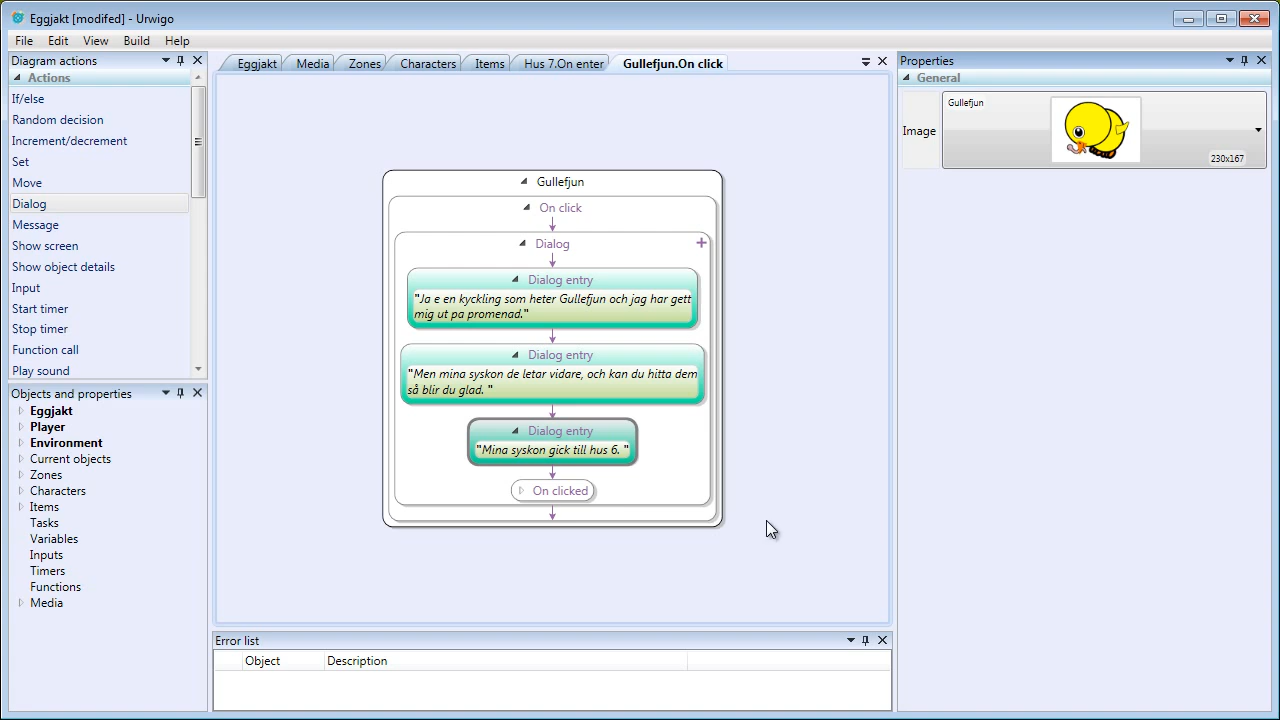 Eggjakt [modifed] - Urwigo
File Edit View Build Help
Diagram actions
Actions
If/else
Random decision
Increment/decrement
Set
Move
Dialog
Message
Show screen
Show object details
Input
Start timer
Stop timer
Function call
Play sound
Objects and properties
Eggjakt
Player
Environment
Current objects
Zones
Characters
Items
Tasks
Variables
Inputs
Timers
Functions
Media
Eggjakt Media Zones Characters Items Hus 7.On enter Gullefjun.On click
Gullefjun
On click
Dialog
Dialog entry
"Ja e en kyckling som heter Gullefjun och jag har gett
mig ut pa promenad."
Dialog entry
"Men mina syskon de letar vidare, och kan du hitta dem
så blir du glad. "
Dialog entry
"Mina syskon gick till hus 6. "
On clicked
Error list
Object Description
Properties
General
Image
Gullefjun
230x167